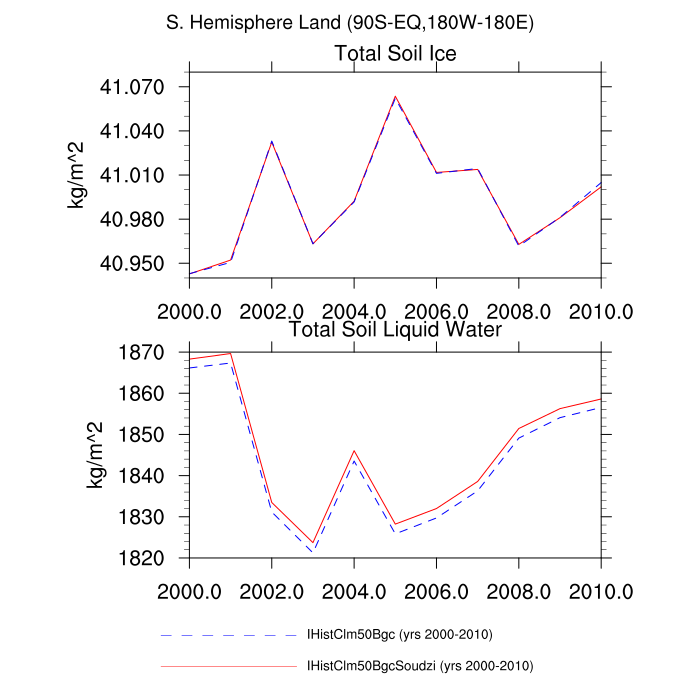 S. Hemisphere Land (90S-EQ,180W-180E)
Total Soil Ice
41.070
41.040
41.010
40.980
40.950
kg/m^2
2000.0 2002.0 2004.0 2006.0 2008.0 2010.0
Total Soil Liquid Water
1870
1860
1850
1840
1830
1820
kg/m^2
2000.0 2002.0 2004.0 2006.0 2008.0 2010.0
IHistClm50Bgc (yrs 2000-2010)
IHistClm50BgcSoudzi (yrs 2000-2010)